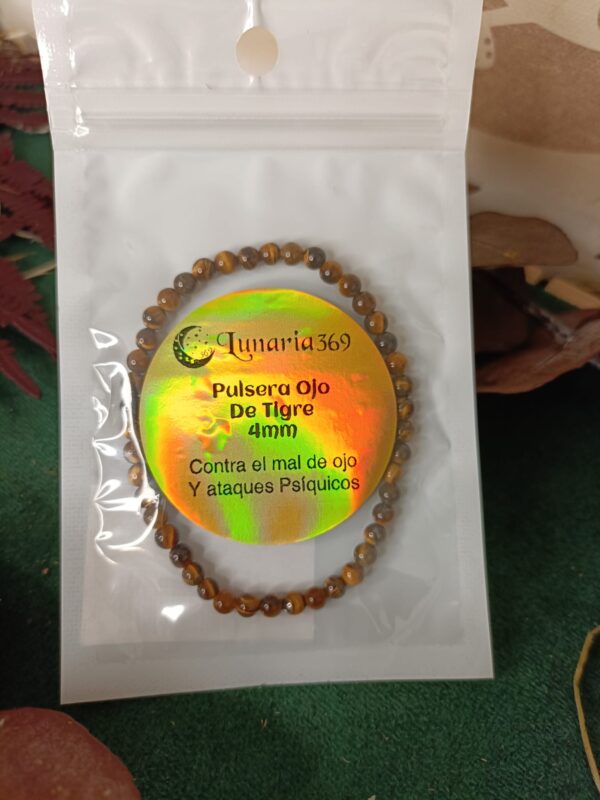 Lunaria369
Pulsera Ojo
De Tigre
4mm
Contra el mal de ojo
Y ataques Psíquicos